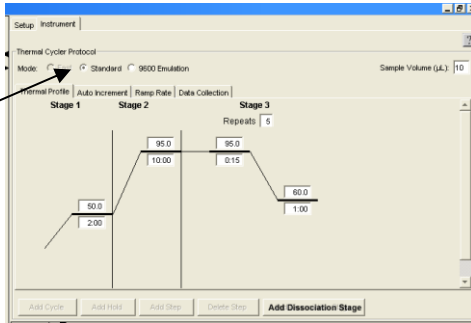 Setup Instrument
Thermal Cycler Protocol
Mode: Standard 9600 Emulation Sample Volume (µL): 10
Thermal Profile Auto Increment Ramp Rate Data Collection
Stage 1 Stage 2 Stage 3
Repeats 5
95.0 95.0
10:00 0:15
60.0
1:00
50.0
2:00
Add Cycle Add Hold Add Step Delete Step Add Dissociation Stage